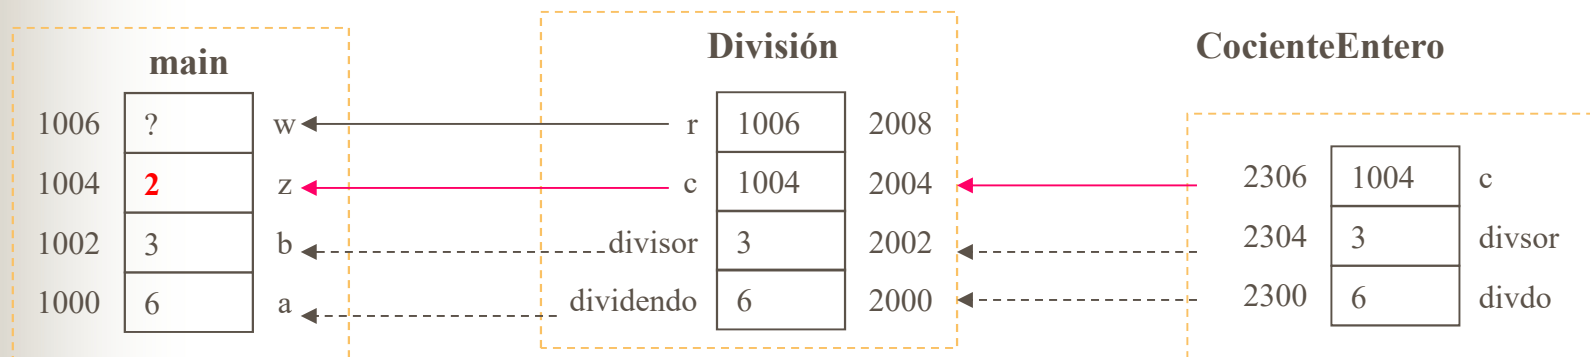 main
1006 ? w
1004 2 z
1002 3 b
1000 6 a
División
r 1006 2008
c 1004 2004
divisor 3 2002
dividendo 6 2000
CocienteEntero
2306 1004 c
2304 3 divsor
2300 6 divdo